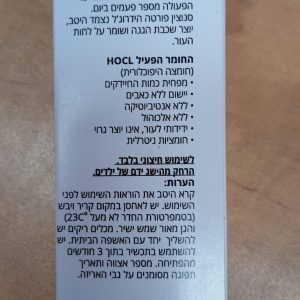 הפעולה מספר פעמים ביום.
סנוצין פורטה הידרוג'ל נצמד היטב,
יוצר שכבת הגנה ושומר על לחות
העור.
החומר הפעיל HOCL
(חומצה היפוכלורית)
• מפחית כמות החיידקים
• יישום ללא כאבים
• ללא אנטיביוטיקה
• ללא אלכוהול
• ידידותי לעור, אינו יוצר גרוי
• חומציות ניטרלית
לשימוש חיצוני בלבד.
הרחק מהישג ידם של ילדים.
הערות:
קרא היטב את הוראות השימוש לפני
השימוש. יש לאחסן במקום קריר ויבש
(בטמפרטורת החדר לא מעל 23C°)
והגן מאור שמש ישיר. מכלים ריקים יש
להשליך יחד עם האשפה הביתית. יש
להשתמש בתכשיר בתוך 3 חודשים
מהפתיחה. מספר אצווה ותאריך
תפוגה מסומנים על גבי האריזה.